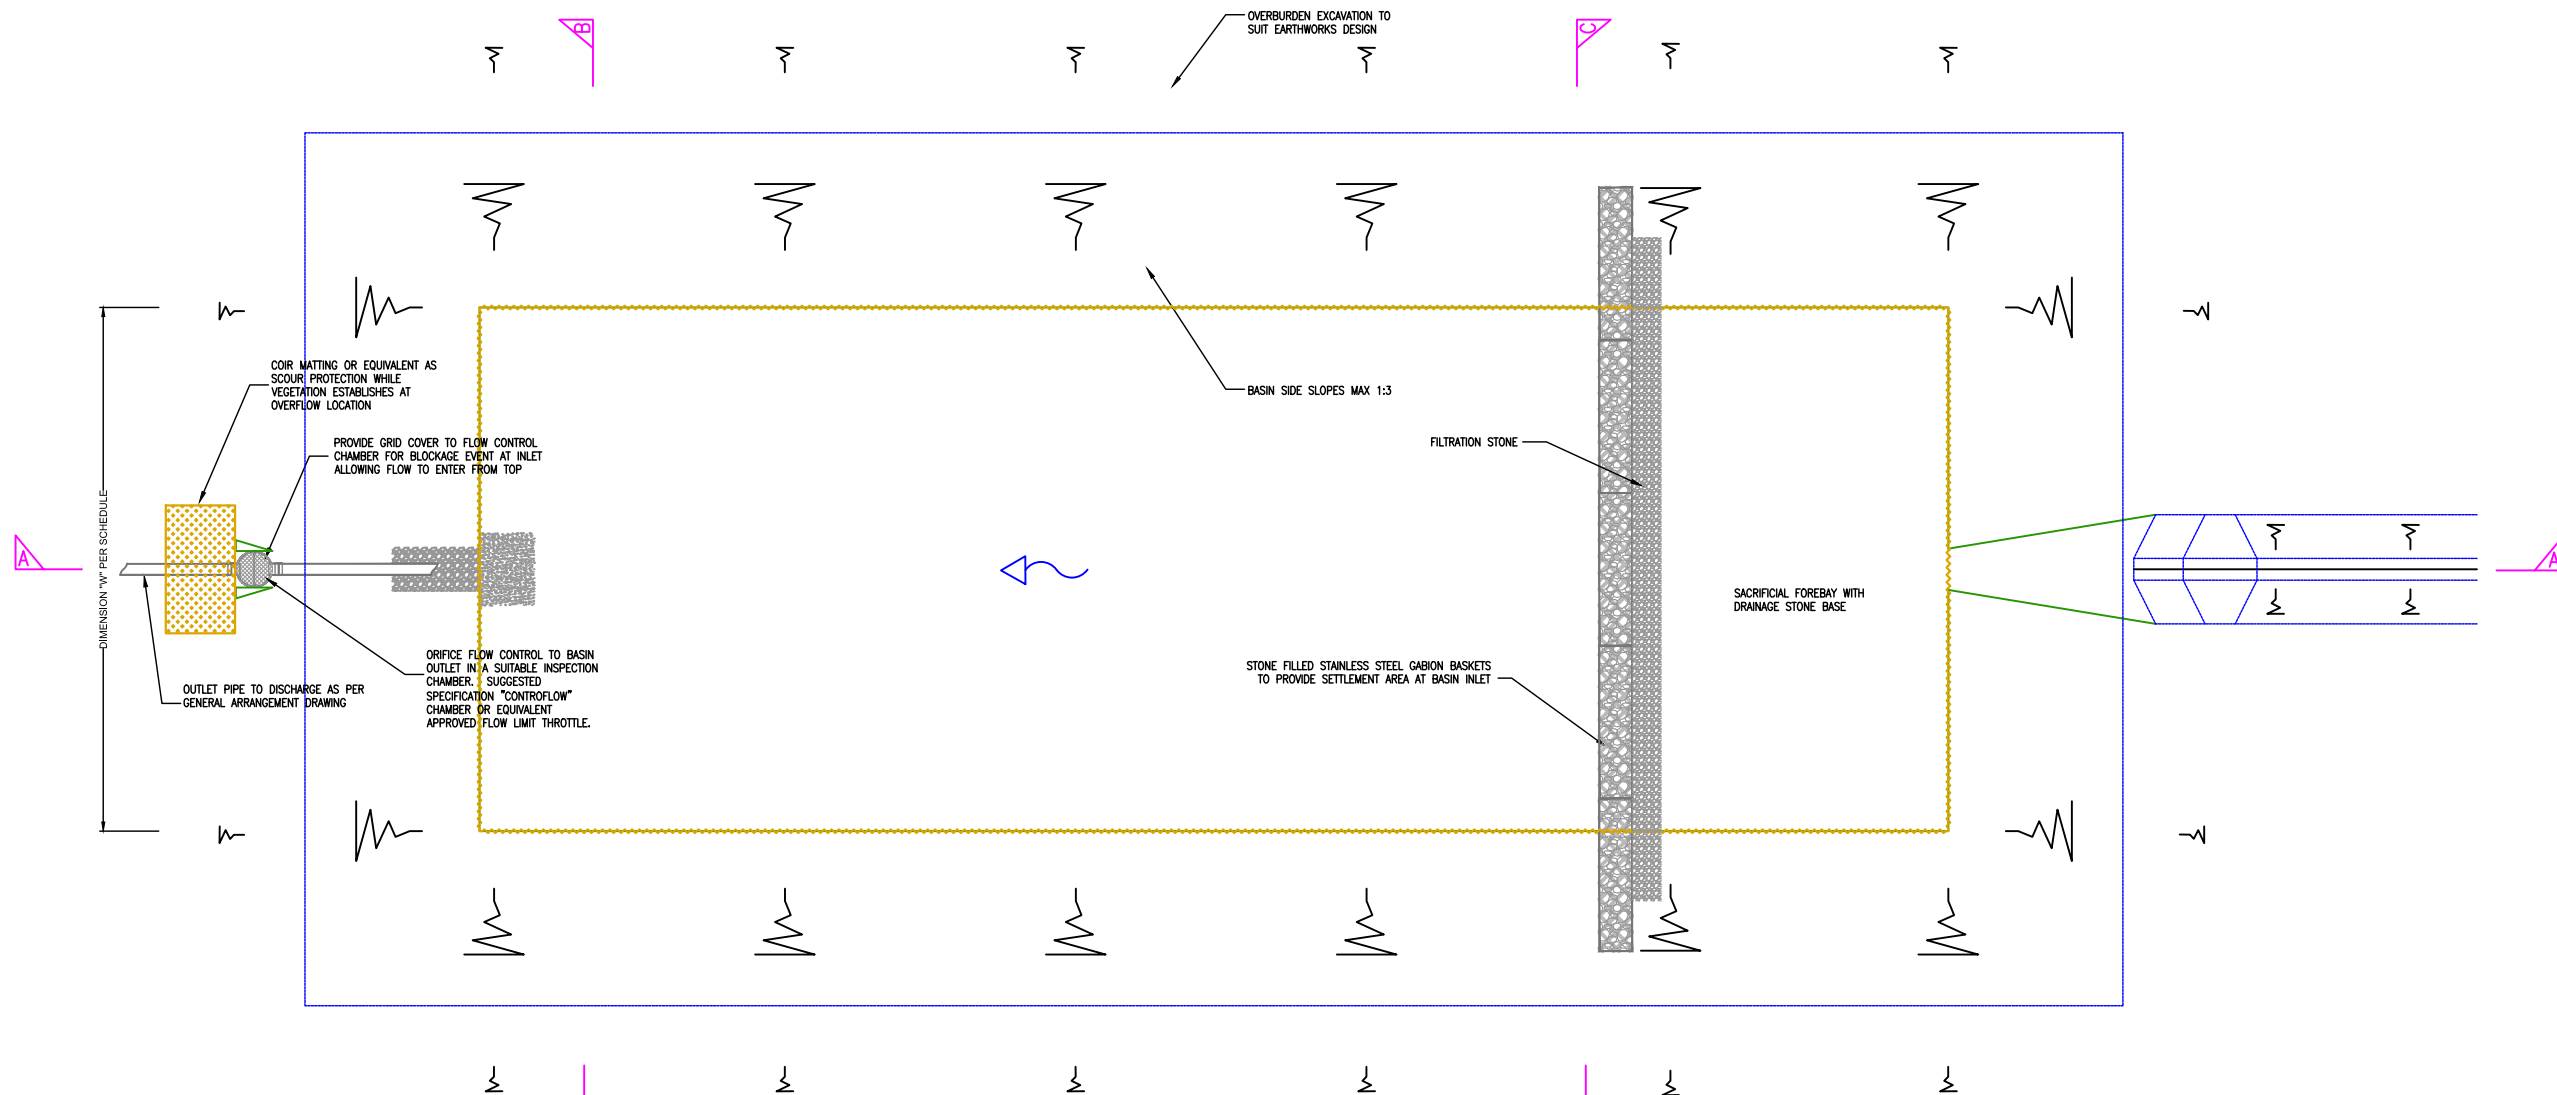 B
C
OVERBURDEN EXCAVATION TO
SUIT EARTHWORKS DESIGN
COIR MATTING OR EQUIVALENT AS
SCOUR PROTECTION WHILE
VEGETATION ESTABLISHES AT
OVERFLOW LOCATION
BASIN SIDE SLOPES MAX 1:3
PROVIDE GRID COVER TO FLOW CONTROL
CHAMBER FOR BLOCKAGE EVENT AT INLET
ALLOWING FLOW TO ENTER FROM TOP
FILTRATION STONE
DIMENSION "W" PER SCHEDULE
A
A
SACRIFICIAL FOREBAY WITH
DRAINAGE STONE BASE
ORIFICE FLOW CONTROL TO BASIN
OUTLET IN A SUITABLE INSPECTION
CHAMBER. SUGGESTED
SPECIFICATION "CONTROFLOW"
CHAMBER OR EQUIVALENT
APPROVED FLOW LIMIT THROTTLE.
STONE FILLED STAINLESS STEEL GABION BASKETS
TO PROVIDE SETTLEMENT AREA AT BASIN INLET
OUTLET PIPE TO DISCHARGE AS PER
GENERAL ARRANGEMENT DRAWING